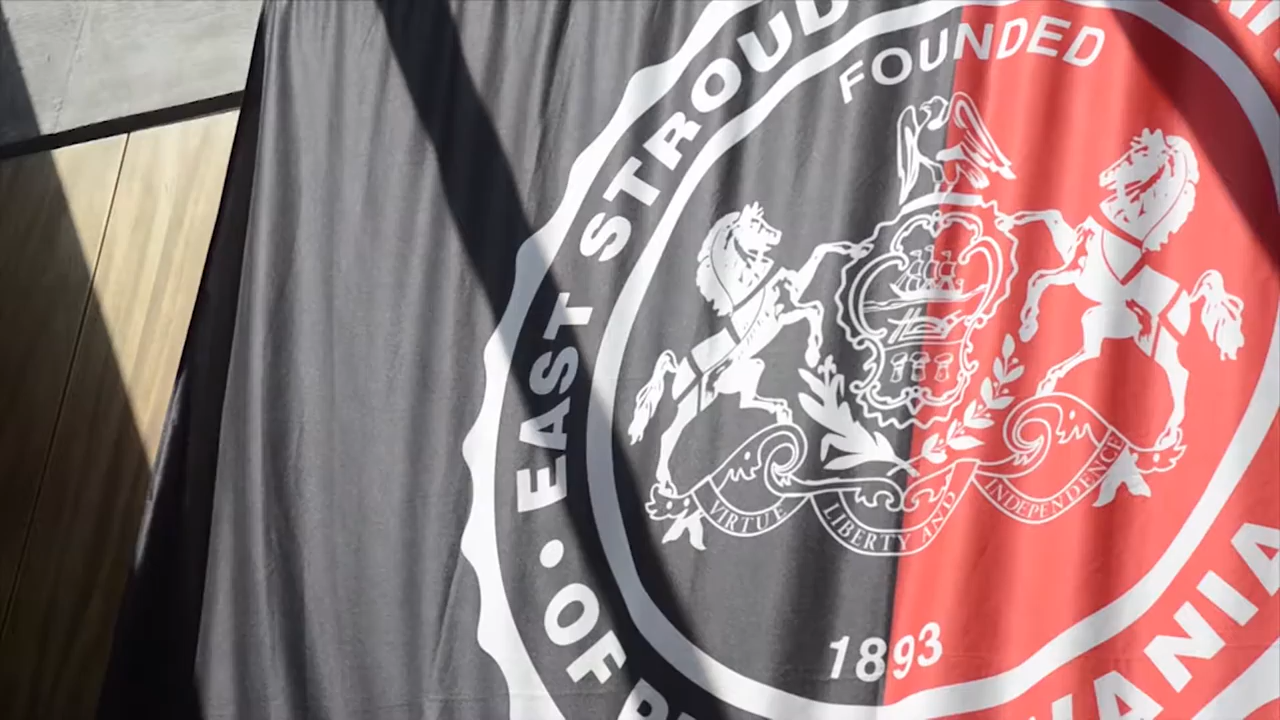 • EAST STROUD
FOUNDED
VIRTUE
LIBERTY AND
INDEPENDENCE
1893
OF
VANIA